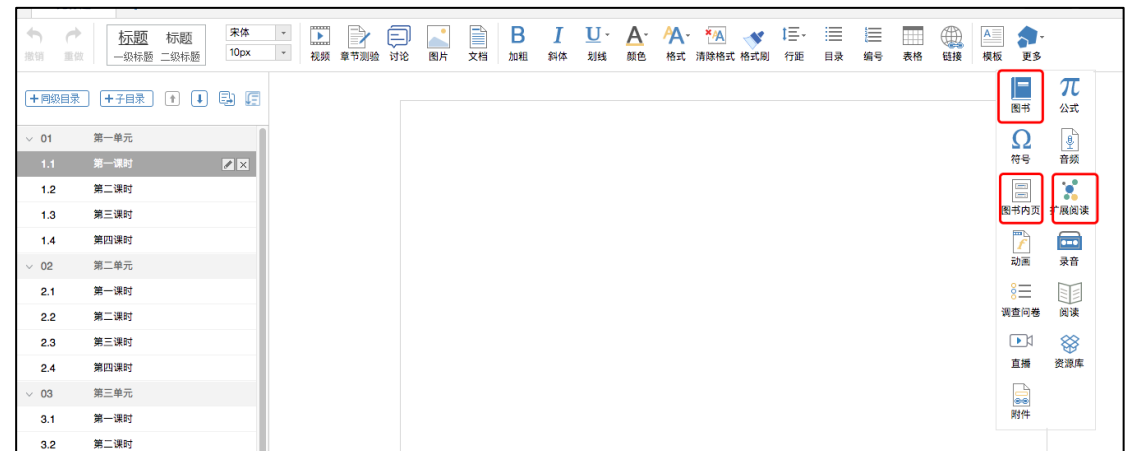 标题 标题 宋体
一级标题 二级标题 10px
撤销 重做 视频 章节测验 讨论 图片 文档 加粗 斜体 划线 颜色 格式 清除格式 格式刷 行距 目录 编号 表格 链接 模板 更多
+同级目录 +子目录
01 第一单元
1.1 第一课时
1.2 第二课时
1.3 第三课时
1.4 第四课时
02 第二单元
2.1 第一课时
2.2 第二课时
2.3 第三课时
2.4 第四课时
03 第三单元
3.1 第一课时
3.2 第二课时
图书 公式
符号 音频
图书内页 扩展阅读
动画 录音
调查问卷 阅读
直播 资源库
附件